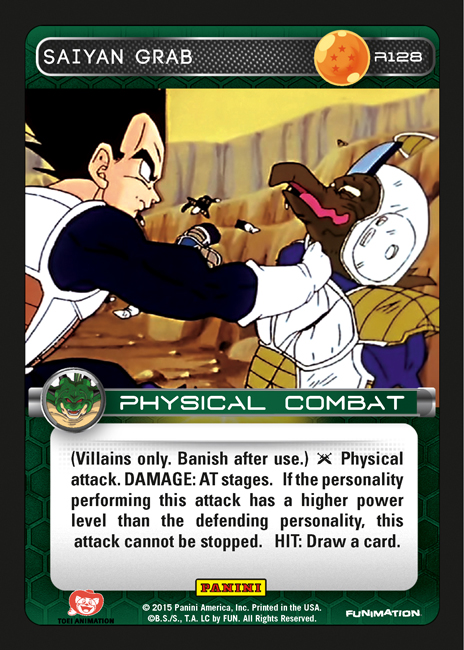 SAIYAN GRAB
R128
PHYSICAL COMBAT
(Villains only. Banish after use.) Physical
attack. DAMAGE: AT stages. If the personality
performing this attack has a higher power
level than the defending personality, this
attack cannot be stopped. HIT: Draw a card.
PANINI
© 2015 Panini America, Inc. Printed in the USA.
©B.S./S., T.A. LC by FUN. All Rights Reserved.
TOEI ANIMATION
FUNIMATION